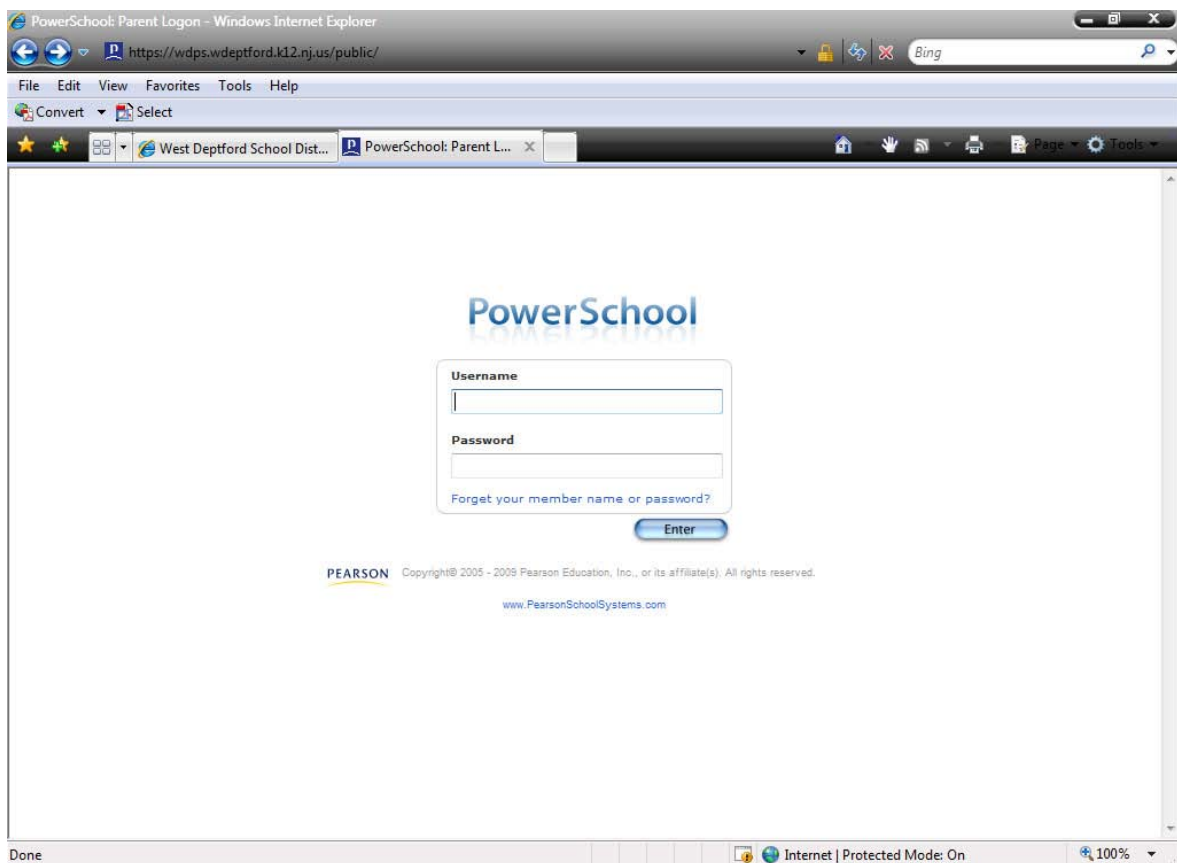 PowerSchool: Parent Logon - Windows Internet Explorer
https://wdps.wdeptford.k12.nj.us/public/
Bing
File Edit View Favorites Tools Help
Convert Select
West Deptford School Dist... PowerSchool: Parent L... Page Tools
PowerSchool
Username
Password
Forget your member name or password?
Enter
PEARSON Copyright® 2005 - 2009 Pearson Education, Inc., or its affiliate(s). All rights reserved.
www.PearsonSchoolSystems.com
Done Internet | Protected Mode: On 100%